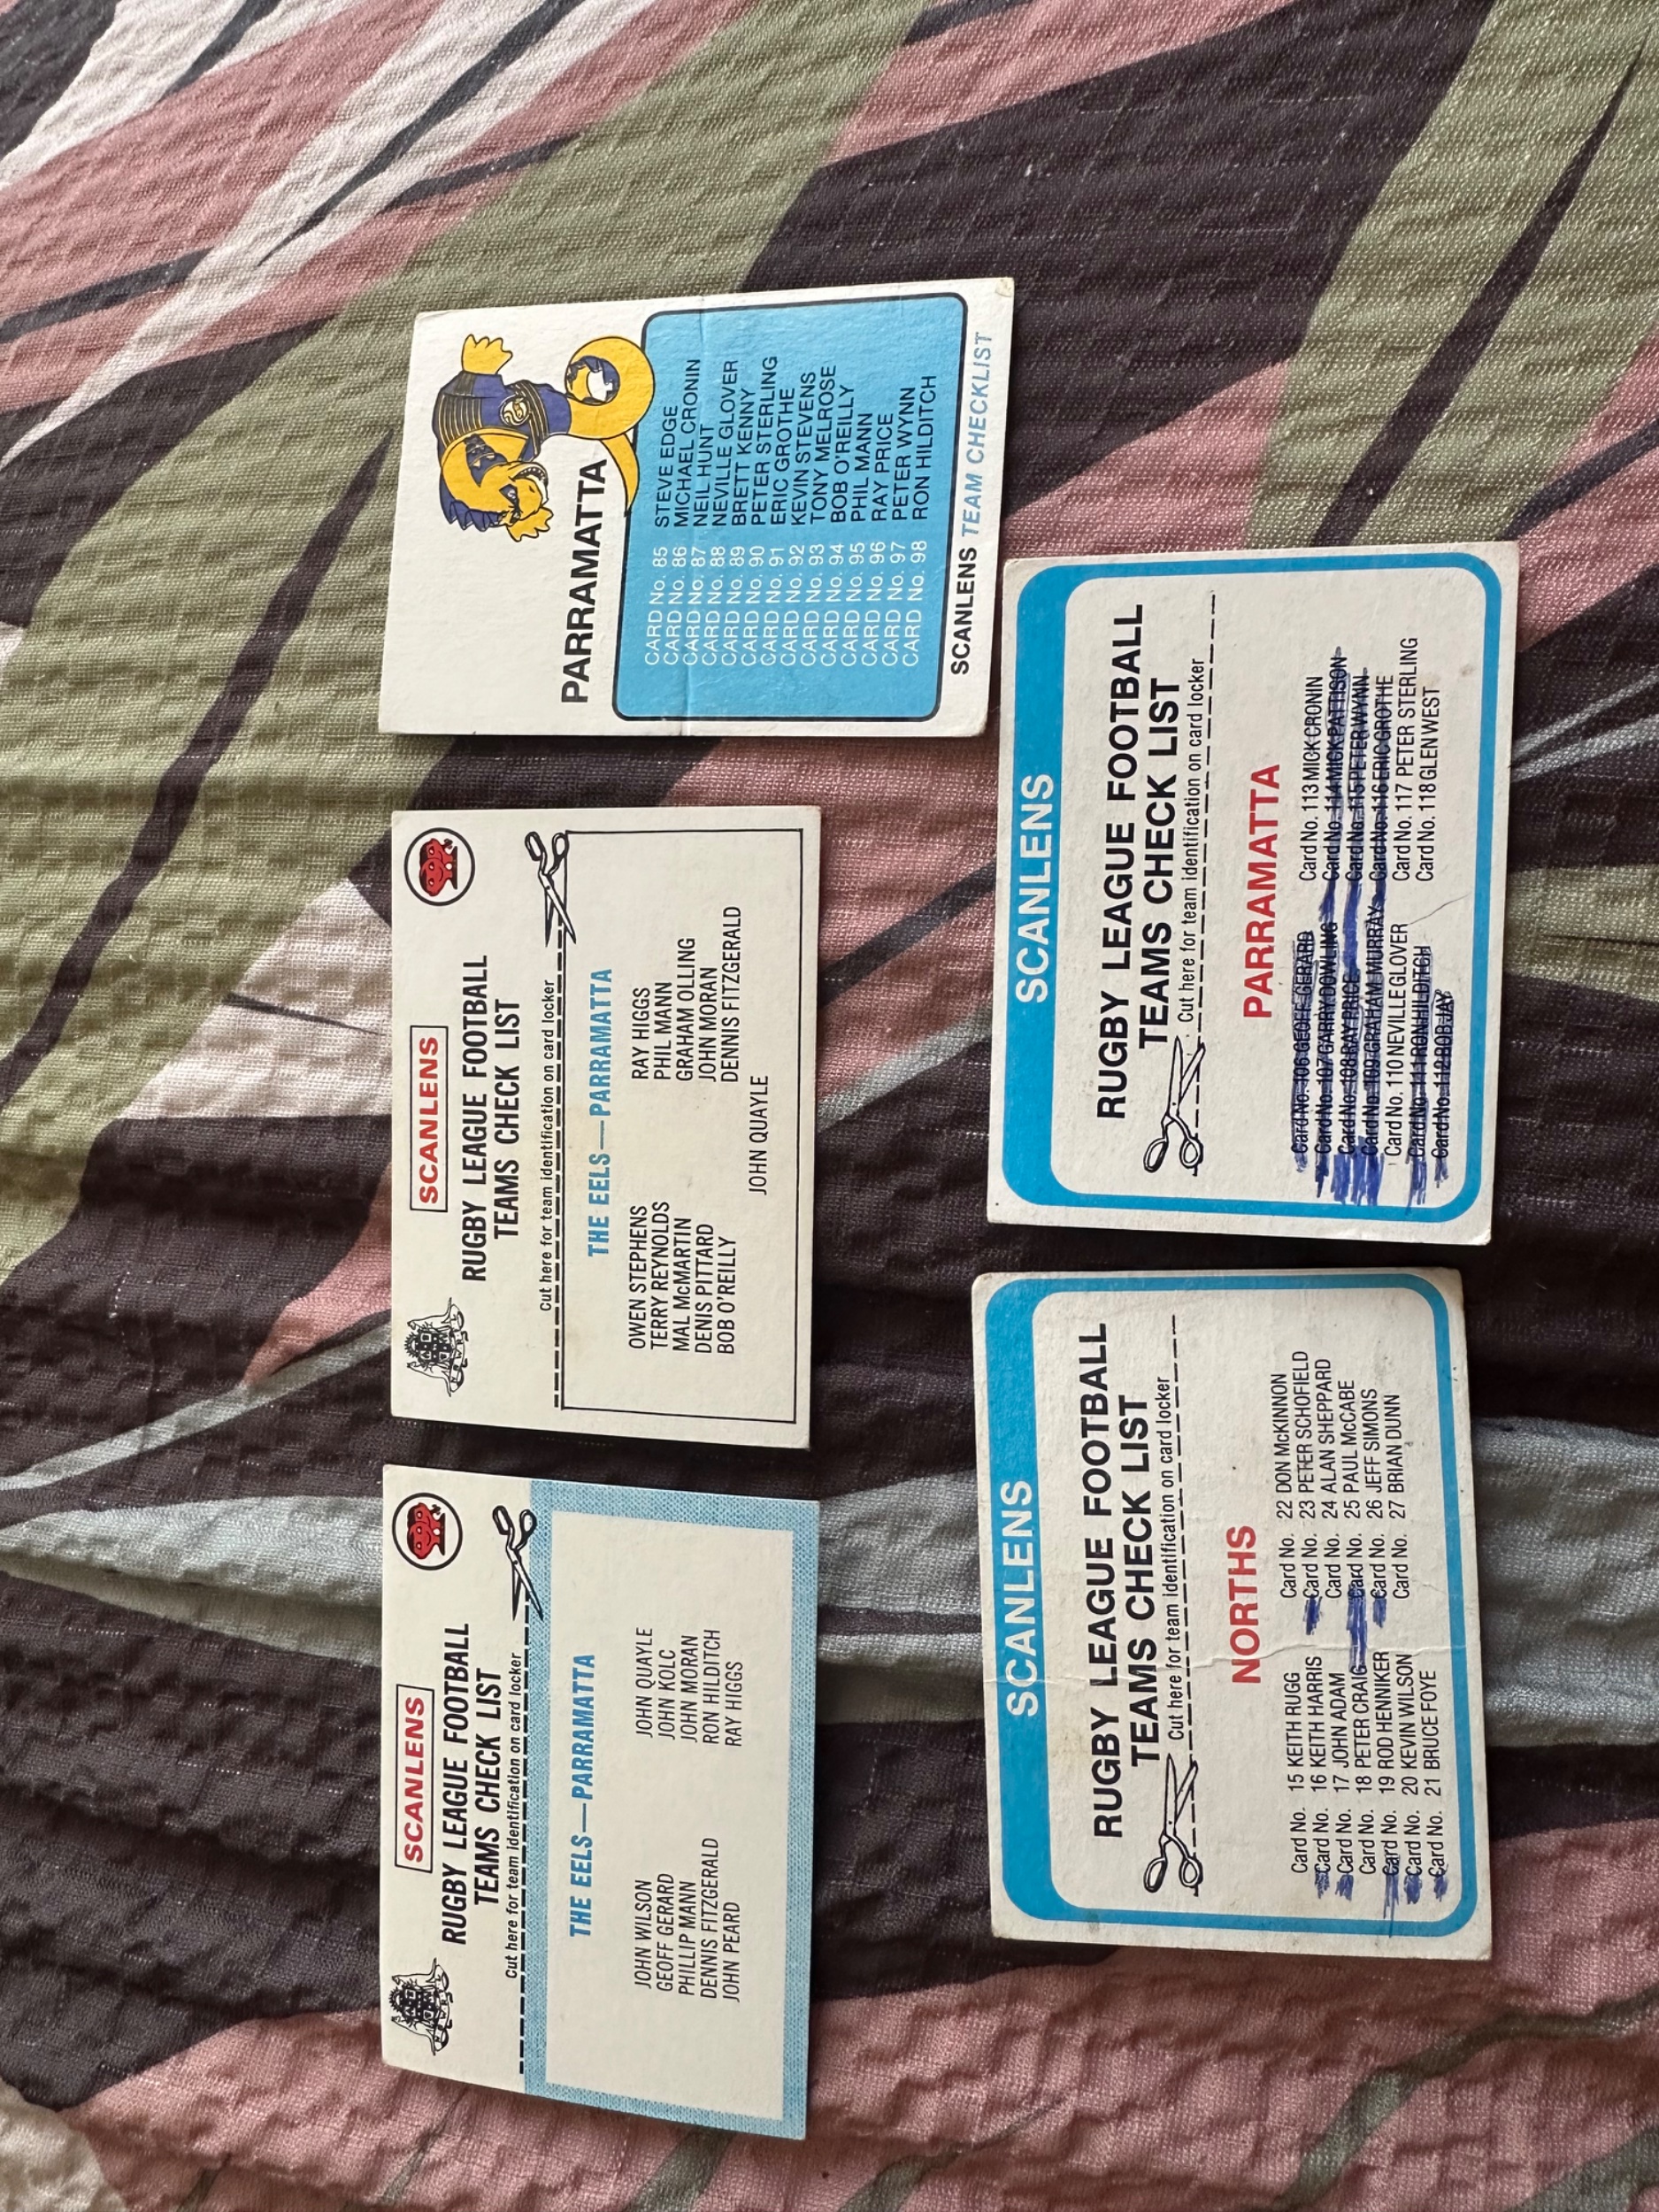 SCANLENS
RUGBY LEAGUE FOOTBALL
TEAMS CHECK LIST
Cut here for team identification on card locker
THE EELS—PARRAMATTA
JOHN WILSON
GEOFF GERARD
PHILLIP MANN
DENNIS FITZGERALD
JOHN PEARD
JOHN QUAYLE
JOHN KOLC
JOHN MORAN
RON HILDITCH
RAY HIGGS
SCANLENS
RUGBY LEAGUE FOOTBALL
TEAMS CHECK LIST
Cut here for team identification on card locker
THE EELS—PARRAMATTA
OWEN STEPHENS
TERRY REYNOLDS
MAL McMARTIN
DENIS PITTARD
BOB O'REILLY
RAY HIGGS
PHIL MANN
GRAHAM OLLING
JOHN MORAN
DENNIS FITZGERALD
JOHN QUAYLE
PARRAMATTA
CARD No. 85 STEVE EDGE
CARD No. 86 MICHAEL CRONIN
CARD No. 87 NEIL HUNT
CARD No. 88 NEVILLE GLOVER
CARD No. 89 BRETT KENNY
CARD No. 90 PETER STERLING
CARD No. 91 ERIC GROTHE
CARD No. 92 KEVIN STEVENS
CARD No. 93 TONY MELROSE
CARD No. 94 BOB O'REILLY
CARD No. 95 PHIL MANN
CARD No. 96 RAY PRICE
CARD No. 97 PETER WYNN
CARD No. 98 RON HILDITCH
SCANLENS TEAM CHECKLIST
SCANLENS
RUGBY LEAGUE FOOTBALL
TEAMS CHECK LIST
Cut here for team identification on card locker
NORTHS
Card No. 15 KEITH RUGG
Card No. 16 KEITH HARRIS
Card No. 17 JOHN ADAM
Card No. 18 PETER CRAIG
Card No. 19 ROD HENNIKER
Card No. 20 KEVIN WILSON
Card No. 21 BRUCE FOYE
Card No. 22 DON McKINNON
Card No. 23 PETER SCHOFIELD
Card No. 24 ALAN SHEPPARD
Card No. 25 PAUL McCABE
Card No. 26 JEFF SIMONS
Card No. 27 BRIAN DUNN
SCANLENS
RUGBY LEAGUE FOOTBALL
TEAMS CHECK LIST
Cut here for team identification on card locker
PARRAMATTA
Card No. 106 GEOFF GERARD
Card No. 107 GARRY DOWLING
Card No. 108 RAY PRICE
Card No. 109 GRAHAM MURRAY
Card No. 110 NEVILLE GLOVER
Card No. 111 RON HILDITCH
Card No. 112 BOB JAY
Card No. 113 MICK CRONIN
Card No. 114 MICK PATTISON
Card No. 115 PETER WYNN
Card No. 116 ERIC GROTHE
Card No. 117 PETER STERLING
Card No. 118 GLEN WEST